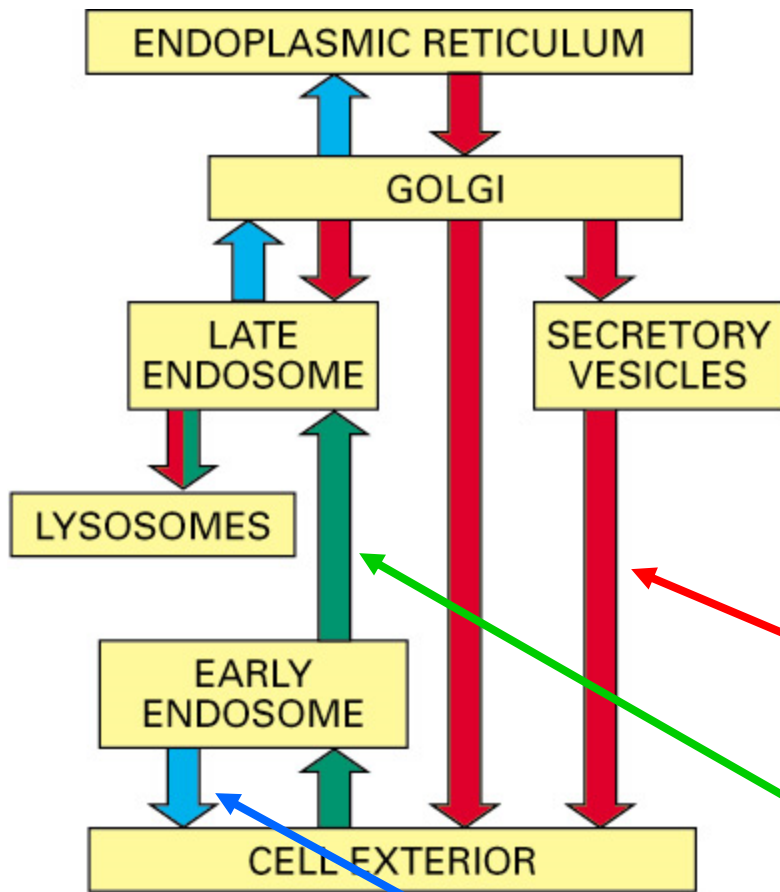 ENDOPLASMIC RETICULUM
GOLGI
LATE
ENDOSOME
SECRETORY
VESICLES
LYSOSOMES
EARLY
ENDOSOME
CELL EXTERIOR